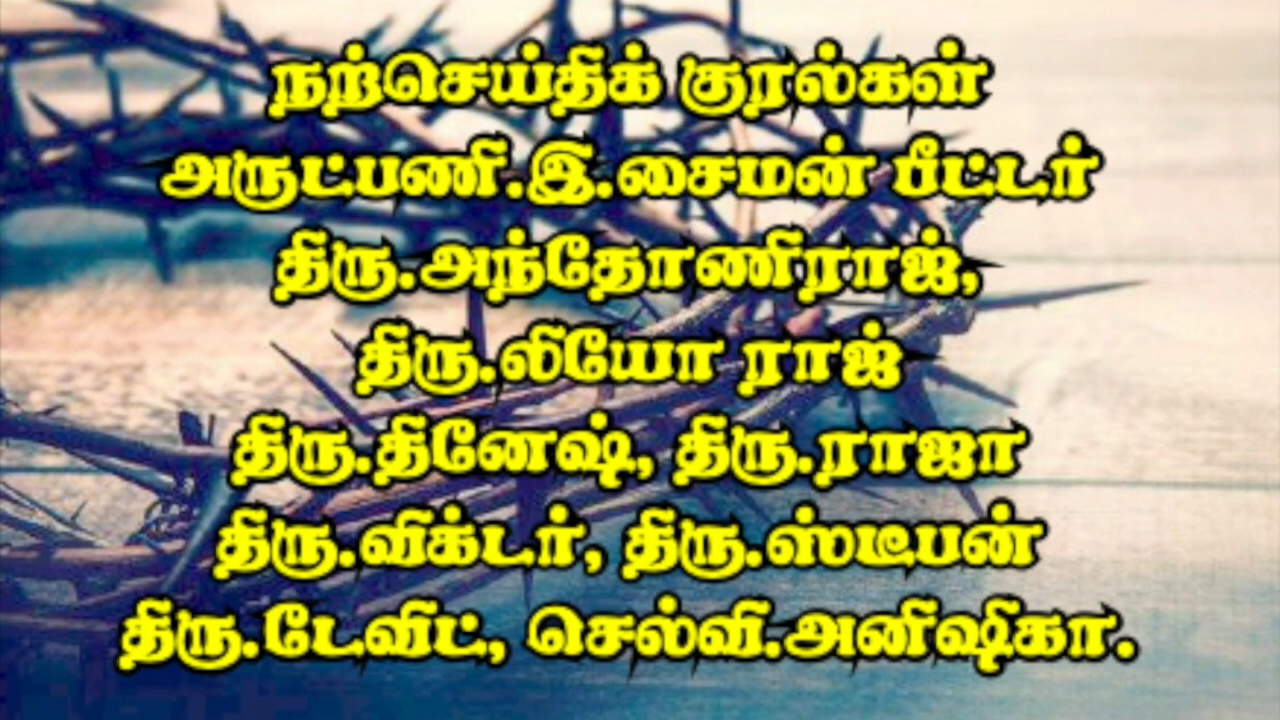 நற்செய்திக் குரல்கள்
அருட்பணி.இ.சைமன் பீட்டர்
திரு.அந்தோணிராஜ்,
திரு.லியோ ராஜ்
திரு.தினேஷ், திரு.ராஜா
திரு.விக்டர், திரு.ஸ்டீபன்
திரு.டேவிட், செல்வி.அனிஷிகா.